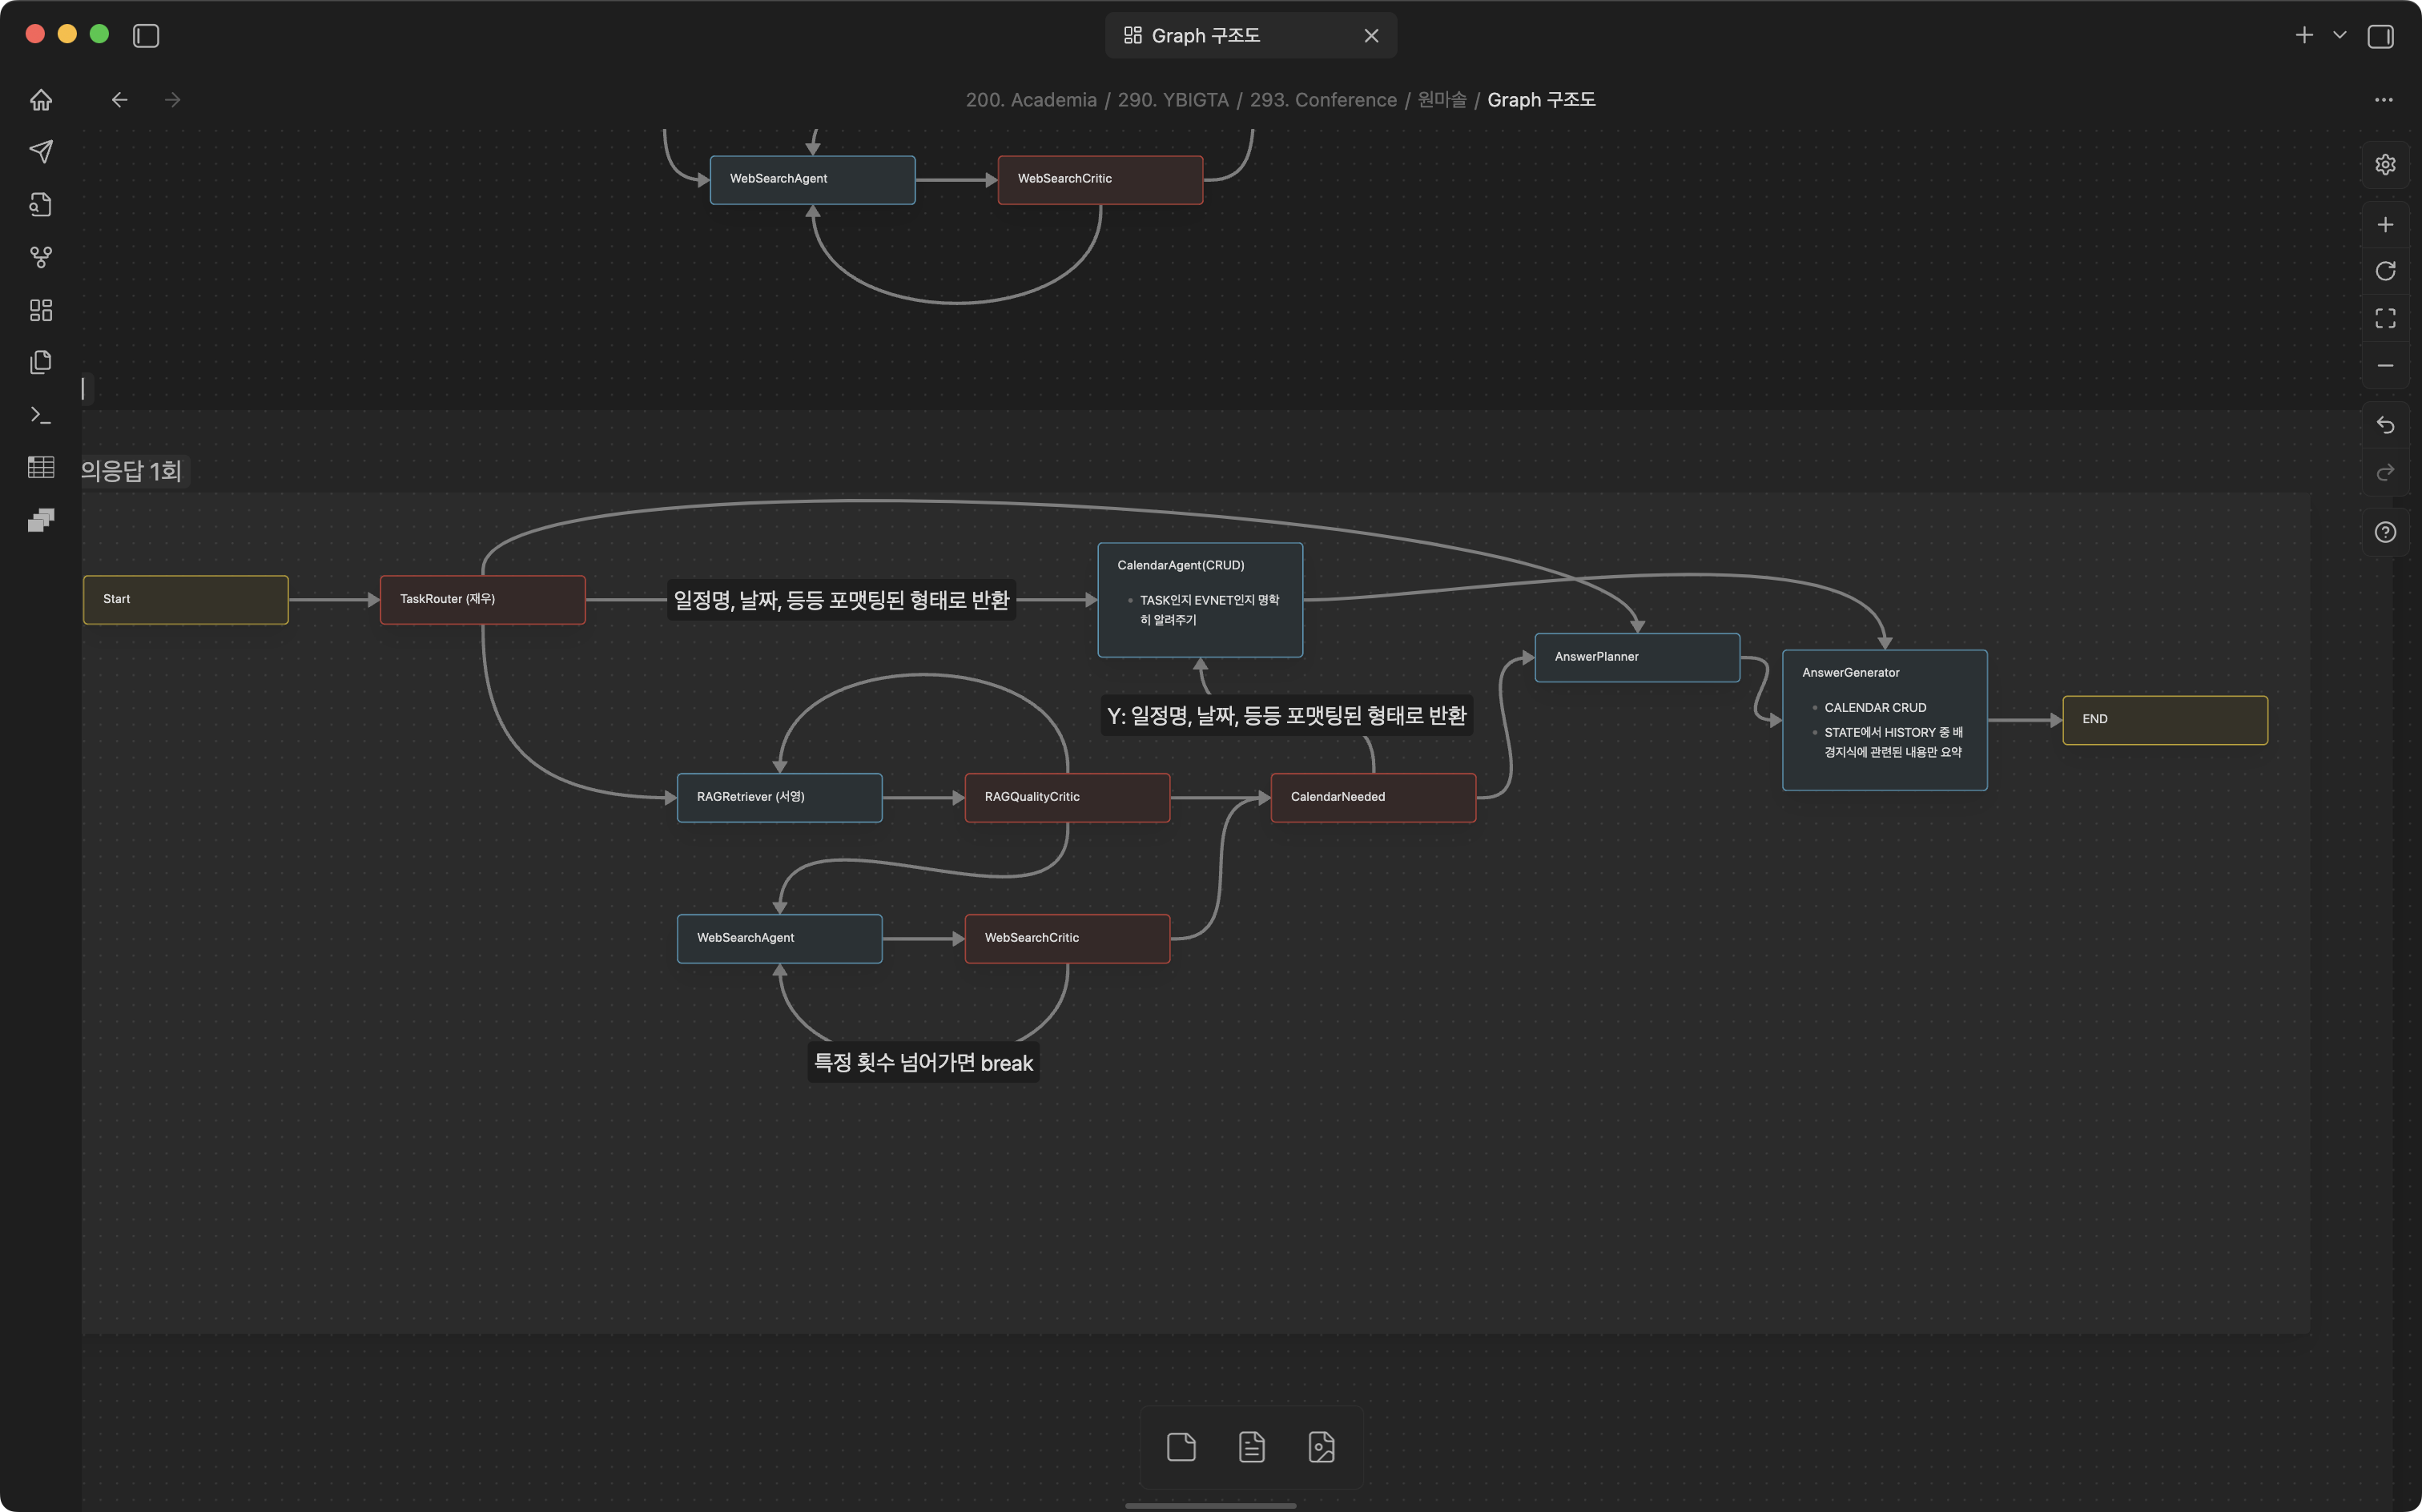 Graph 구조도
200. Academia / 290. YBIGTA / 293. Conference / 원마솔 / Graph 구조도
WebSearchAgent
WebSearchCritic
의응답 1회
Start
TaskRouter (재우)
일정명, 날짜, 등등 포맷팅된 형태로 반환
CalendarAgent(CRUD)
TASK인지 EVNET인지 명확
히 알려주기
AnswerPlanner
AnswerGenerator
CALENDAR CRUD
STATE에서 HISTORY 중 배
경지식에 관련된 내용만 요약
END
Y: 일정명, 날짜, 등등 포맷팅된 형태로 반환
RAGRetriever (서영)
RAGQualityCritic
CalendarNeeded
WebSearchAgent
WebSearchCritic
특정 횟수 넘어가면 break